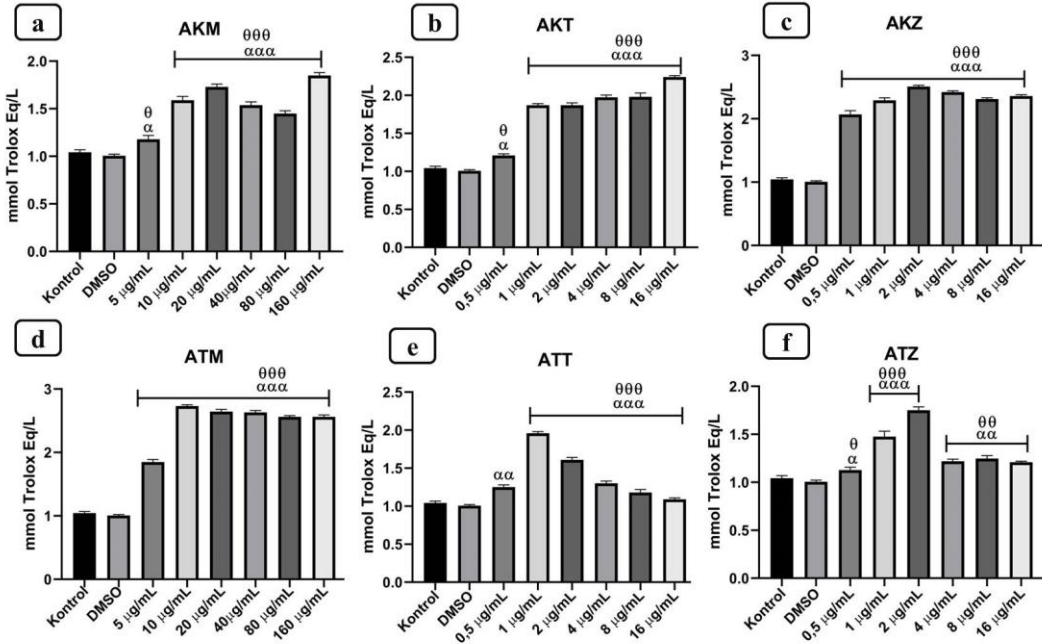 a
AKM
θθθ
ααα
θ
α
mmol Trolox Eq/L
2.0
1.5
1.0
0.5
0.0
Kontrol
DMSO
5 µg/mL
10 µg/mL
20 µg/mL
40µg/mL
80 µg/mL
160 µg/mL
b
AKT
θθθ
ααα
θ
α
mmol Trolox Eq/L
2.5
2.0
1.5
1.0
0.5
0.0
Kontrol
DMSO
0,5 µg/mL
1 µg/mL
2 µg/mL
4 µg/mL
8 µg/mL
16 µg/mL
c
AKZ
θθθ
ααα
mmol Trolox Eq/L
3
2
1
0
Kontrol
DMSO
0,5 µg/mL
1 µg/mL
2 µg/mL
4 µg/mL
8 µg/mL
16 µg/mL
d
ATM
θθθ
ααα
mmol Trolox Eq/L
3
2
1
0
Kontrol
DMSO
5 µg/mL
10 µg/mL
20 µg/mL
40µg/mL
80 µg/mL
160 µg/mL
e
ATT
θθθ
ααα
αα
mmol Trolox Eq/L
2.5
2.0
1.5
1.0
0.5
0.0
Kontrol
DMSO
0,5 µg/mL
1 µg/mL
2 µg/mL
4 µg/mL
8 µg/mL
16 µg/mL
f
ATZ
θθθ
ααα
θθ
αα
θ
α
mmol Trolox Eq/L
2.0
1.5
1.0
0.5
0.0
Kontrol
DMSO
0,5 µg/mL
1 µg/mL
2 µg/mL
4 µg/mL
8 µg/mL
16 µg/mL